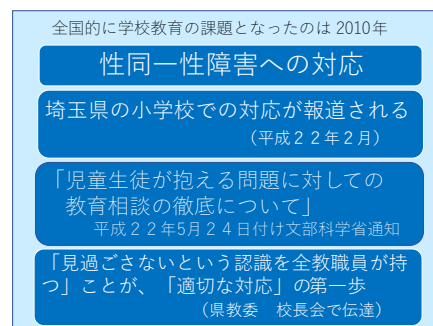 全国的に学校教育の課題となったのは 2010年
性同一性障害への対応
埼玉県の小学校での対応が報道される
（平成２２年２月）
「児童生徒が抱える問題に対しての
教育相談の徹底について」
平成２２年5月２４日付け文部科学省通知
「見過ごさないという認識を全教職員が持
つ」ことが、「適切な対応」の第一歩
（県教委　校長会で伝達）